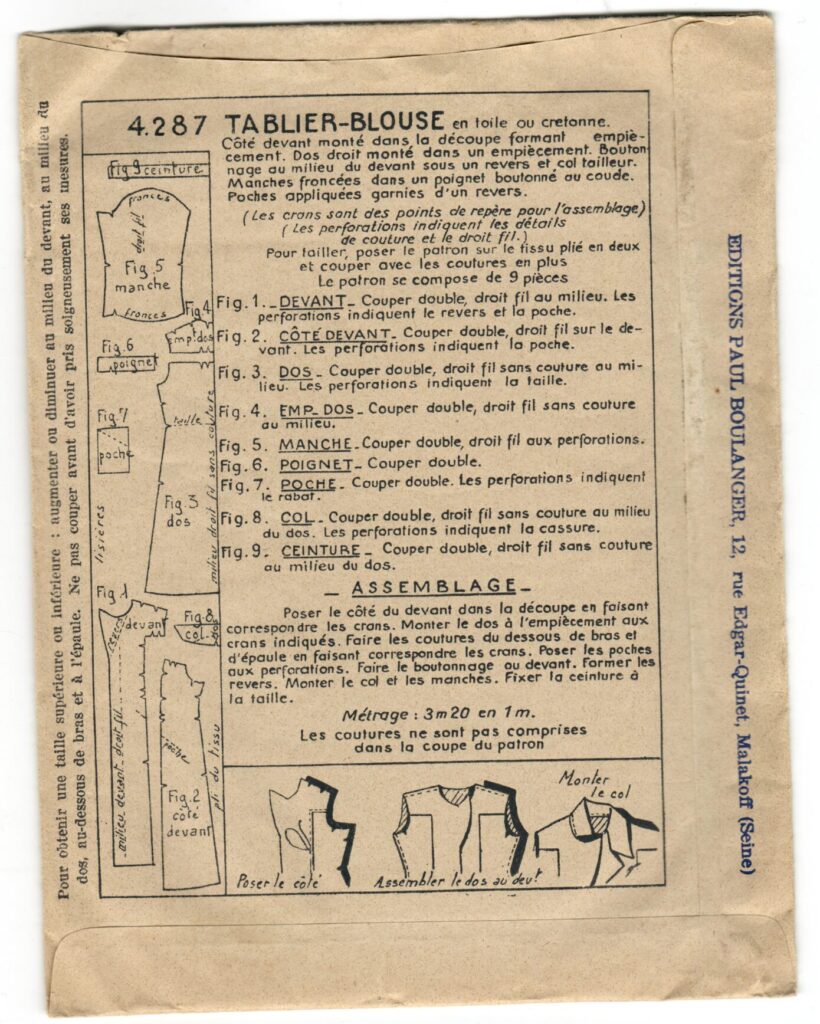 4.287 TABLIER-BLOUSE en toile ou cretonne.
Côté devant monté dans la découpe formant empiè-
cement. Dos droit monté dans un empiècement. Bouton
nage au milieu du devant sous un revers et col tailleur.
Manches froncées dans un poignet boutonné au coude.
Poches appliquées garnies d'un revers.
(Les crans sont des points de repère pour l'assemblage)
(Les perforations indiquent les détails
de couture et le droit fil.)
Pour tailler, poser le patron sur le tissu plié en deux
et couper avec les coutures en plus
Le patron se compose de 9 pièces
Fig. 1._ DEVANT_ Couper double, droit fil au milieu. Les
perforations indiquent le revers et la poche.
Fig. 2. CÔTÉ DEVANT_ Couper double, droit fil sur le de-
vant. Les perforations indiquent la poche.
Fig. 3. DOS_ Couper double, droit fil sans couture au mi-
lieu. Les perforations indiquent la taille.
Fig. 4. EMP_DOS_ Couper double, droit fil sans couture
au milieu.
Fig. 5. MANCHE_ Couper double, droit fil aux perforations.
Fig. 6. POIGNET_ Couper double.
Fig. 7. POCHE_ Couper double. Les perforations indiquent
le rabat.
Fig. 8. COL_ Couper double, droit fil sans couture au milieu
du dos. Les perforations indiquent la cassure.
Fig. 9. CEINTURE_ Couper double, droit fil sans couture
au milieu du dos.
_ ASSEMBLAGE_
Poser le côté du devant dans la découpe en faisant
correspondre les crans. Monter le dos à l'empiècement aux
crans indiqués. Faire les coutures du dessous de bras et
d'épaule en faisant correspondre les crans. Poser les poches
aux perforations. Faire le boutonnage au devant. Former les
revers. Monter le col et les manches. Fixer la ceinture à
la taille.
Métrage : 3m20 en 1m.
Les coutures ne sont pas comprises
dans la coupe du patron
Fig 9 ceinture
fronces
droit fil
Fig. 5
manche
fronces
Fig 4
Emp. dos
Fig. 6
poignet
Fig 7
poche
taille
Fig. 3
dos
milieu droit fil sans couture
lisières
Fig 1
devant
milieu devant droit fil
Fig 8
col
poche
Fig. 2
côté
devant
pli du tissu
Poser le côté
Assembler le dos au devt
Monter
le col
Pour obtenir une taille supérieure ou inférieure : augmenter ou diminuer au milieu du devant, au milieu du
dos, au-dessous de bras et à l'épaule. Ne pas couper avant d'avoir pris soigneusement ses mesures.
EDITIONS PAUL BOULANGER, 12, rue Edgar-Quinet, Malakoff (Seine)